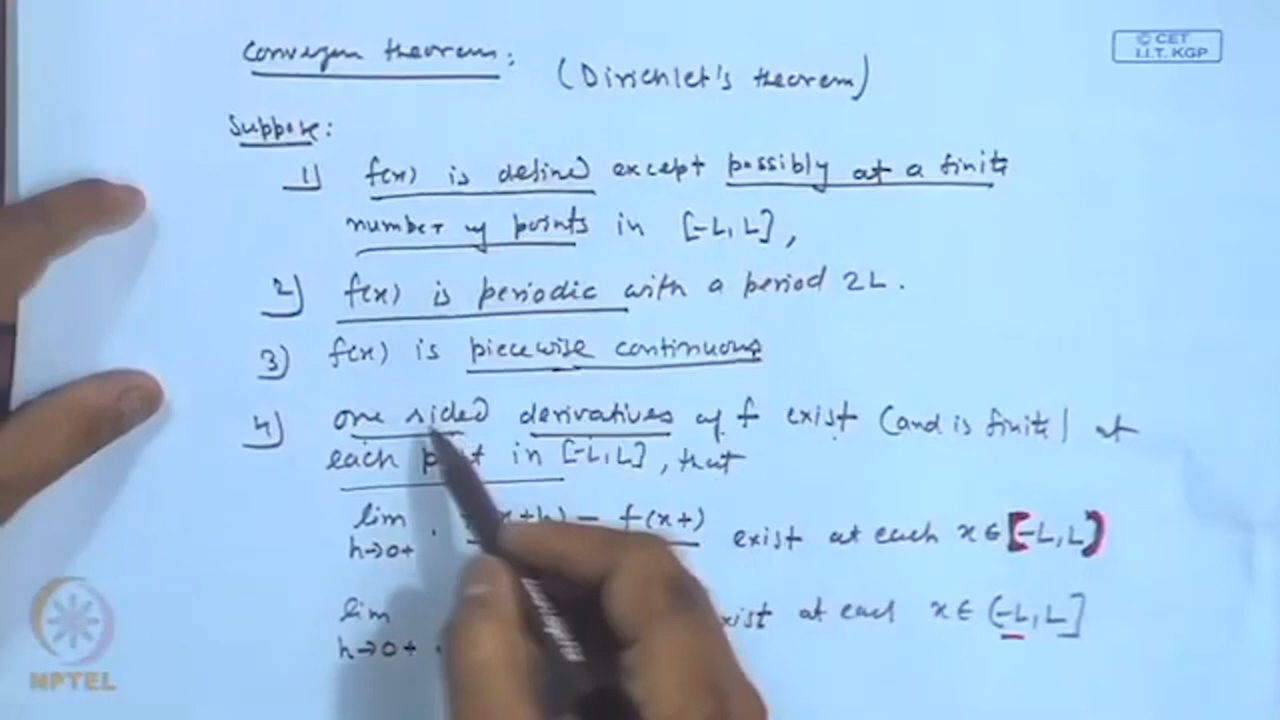 © CET
I.I.T. KGP
Convergen theorem:
(Dirichlet's theorem)
Suppose:
1) f(x) is defined except possibly at a finite
number of points in [-L, L],
2) f(x) is periodic with a period 2L.
3) f(x) is piecewise continuous
4) one sided derivatives of f exist (and is finite) at
each point in [-L, L], that
lim
h→0+
(x+h) - f(x+) exist at each x ∈ [-L, L)
lim
h→0+
at each x ∈ (-L, L]
NPTEL